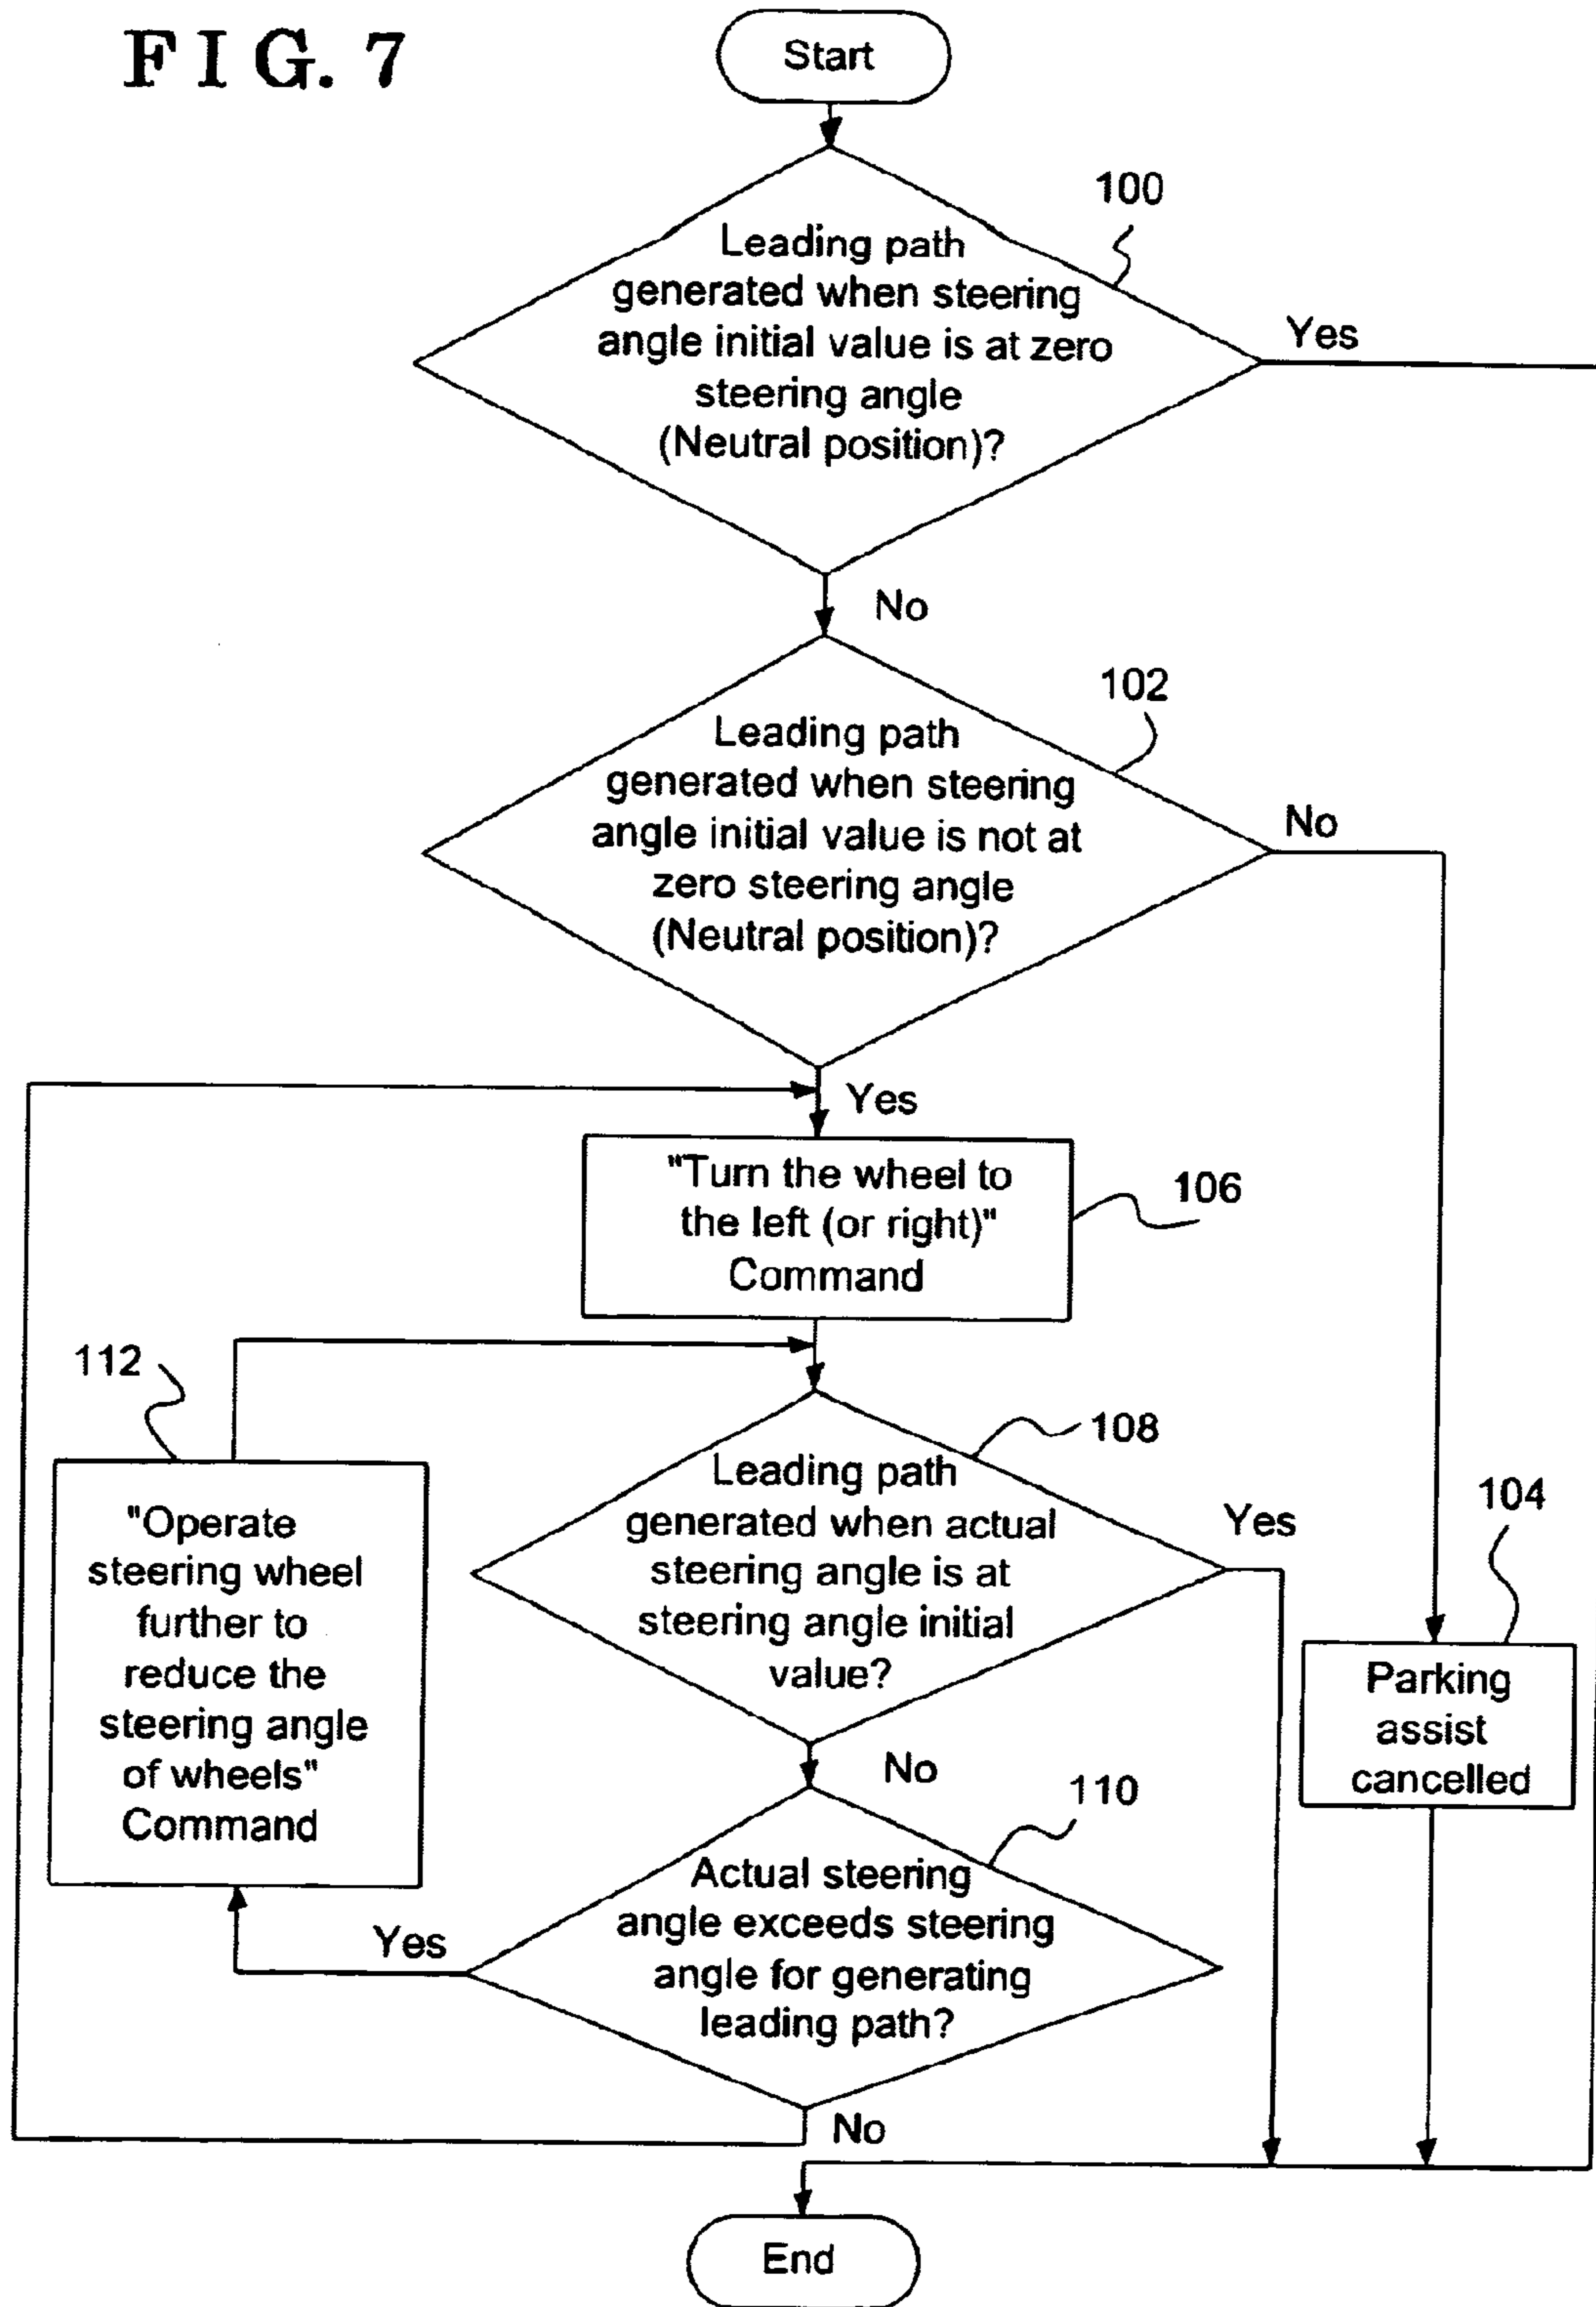 FIG. 7
Start
100
Leading path
generated when steering
angle initial value is at zero
steering angle
(Neutral position)?
Yes
No
102
Leading path
generated when steering
angle initial value is not at
zero steering angle
(Neutral position)?
No
Yes
"Turn the wheel to
the left (or right)"
Command
106
112
108
Leading path
generated when actual
steering angle is at
steering angle initial
value?
Yes
"Operate
steering wheel
further to
reduce the
steering angle
of wheels"
Command
104
Parking
assist
cancelled
No
110
Actual steering
angle exceeds steering
angle for generating
leading path?
Yes
No
End